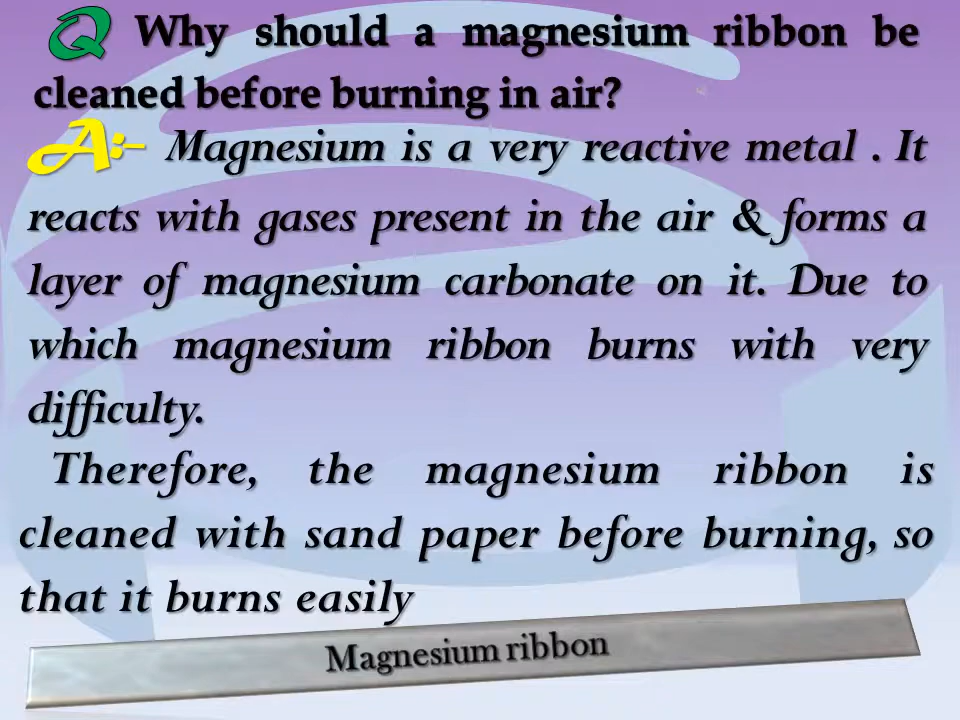 Q Why should a magnesium ribbon be
cleaned before burning in air?
A:- Magnesium is a very reactive metal . It
reacts with gases present in the air & forms a
layer of magnesium carbonate on it. Due to
which magnesium ribbon burns with very
difficulty.
Therefore, the magnesium ribbon is
cleaned with sand paper before burning, so
that it burns easily
Magnesium ribbon